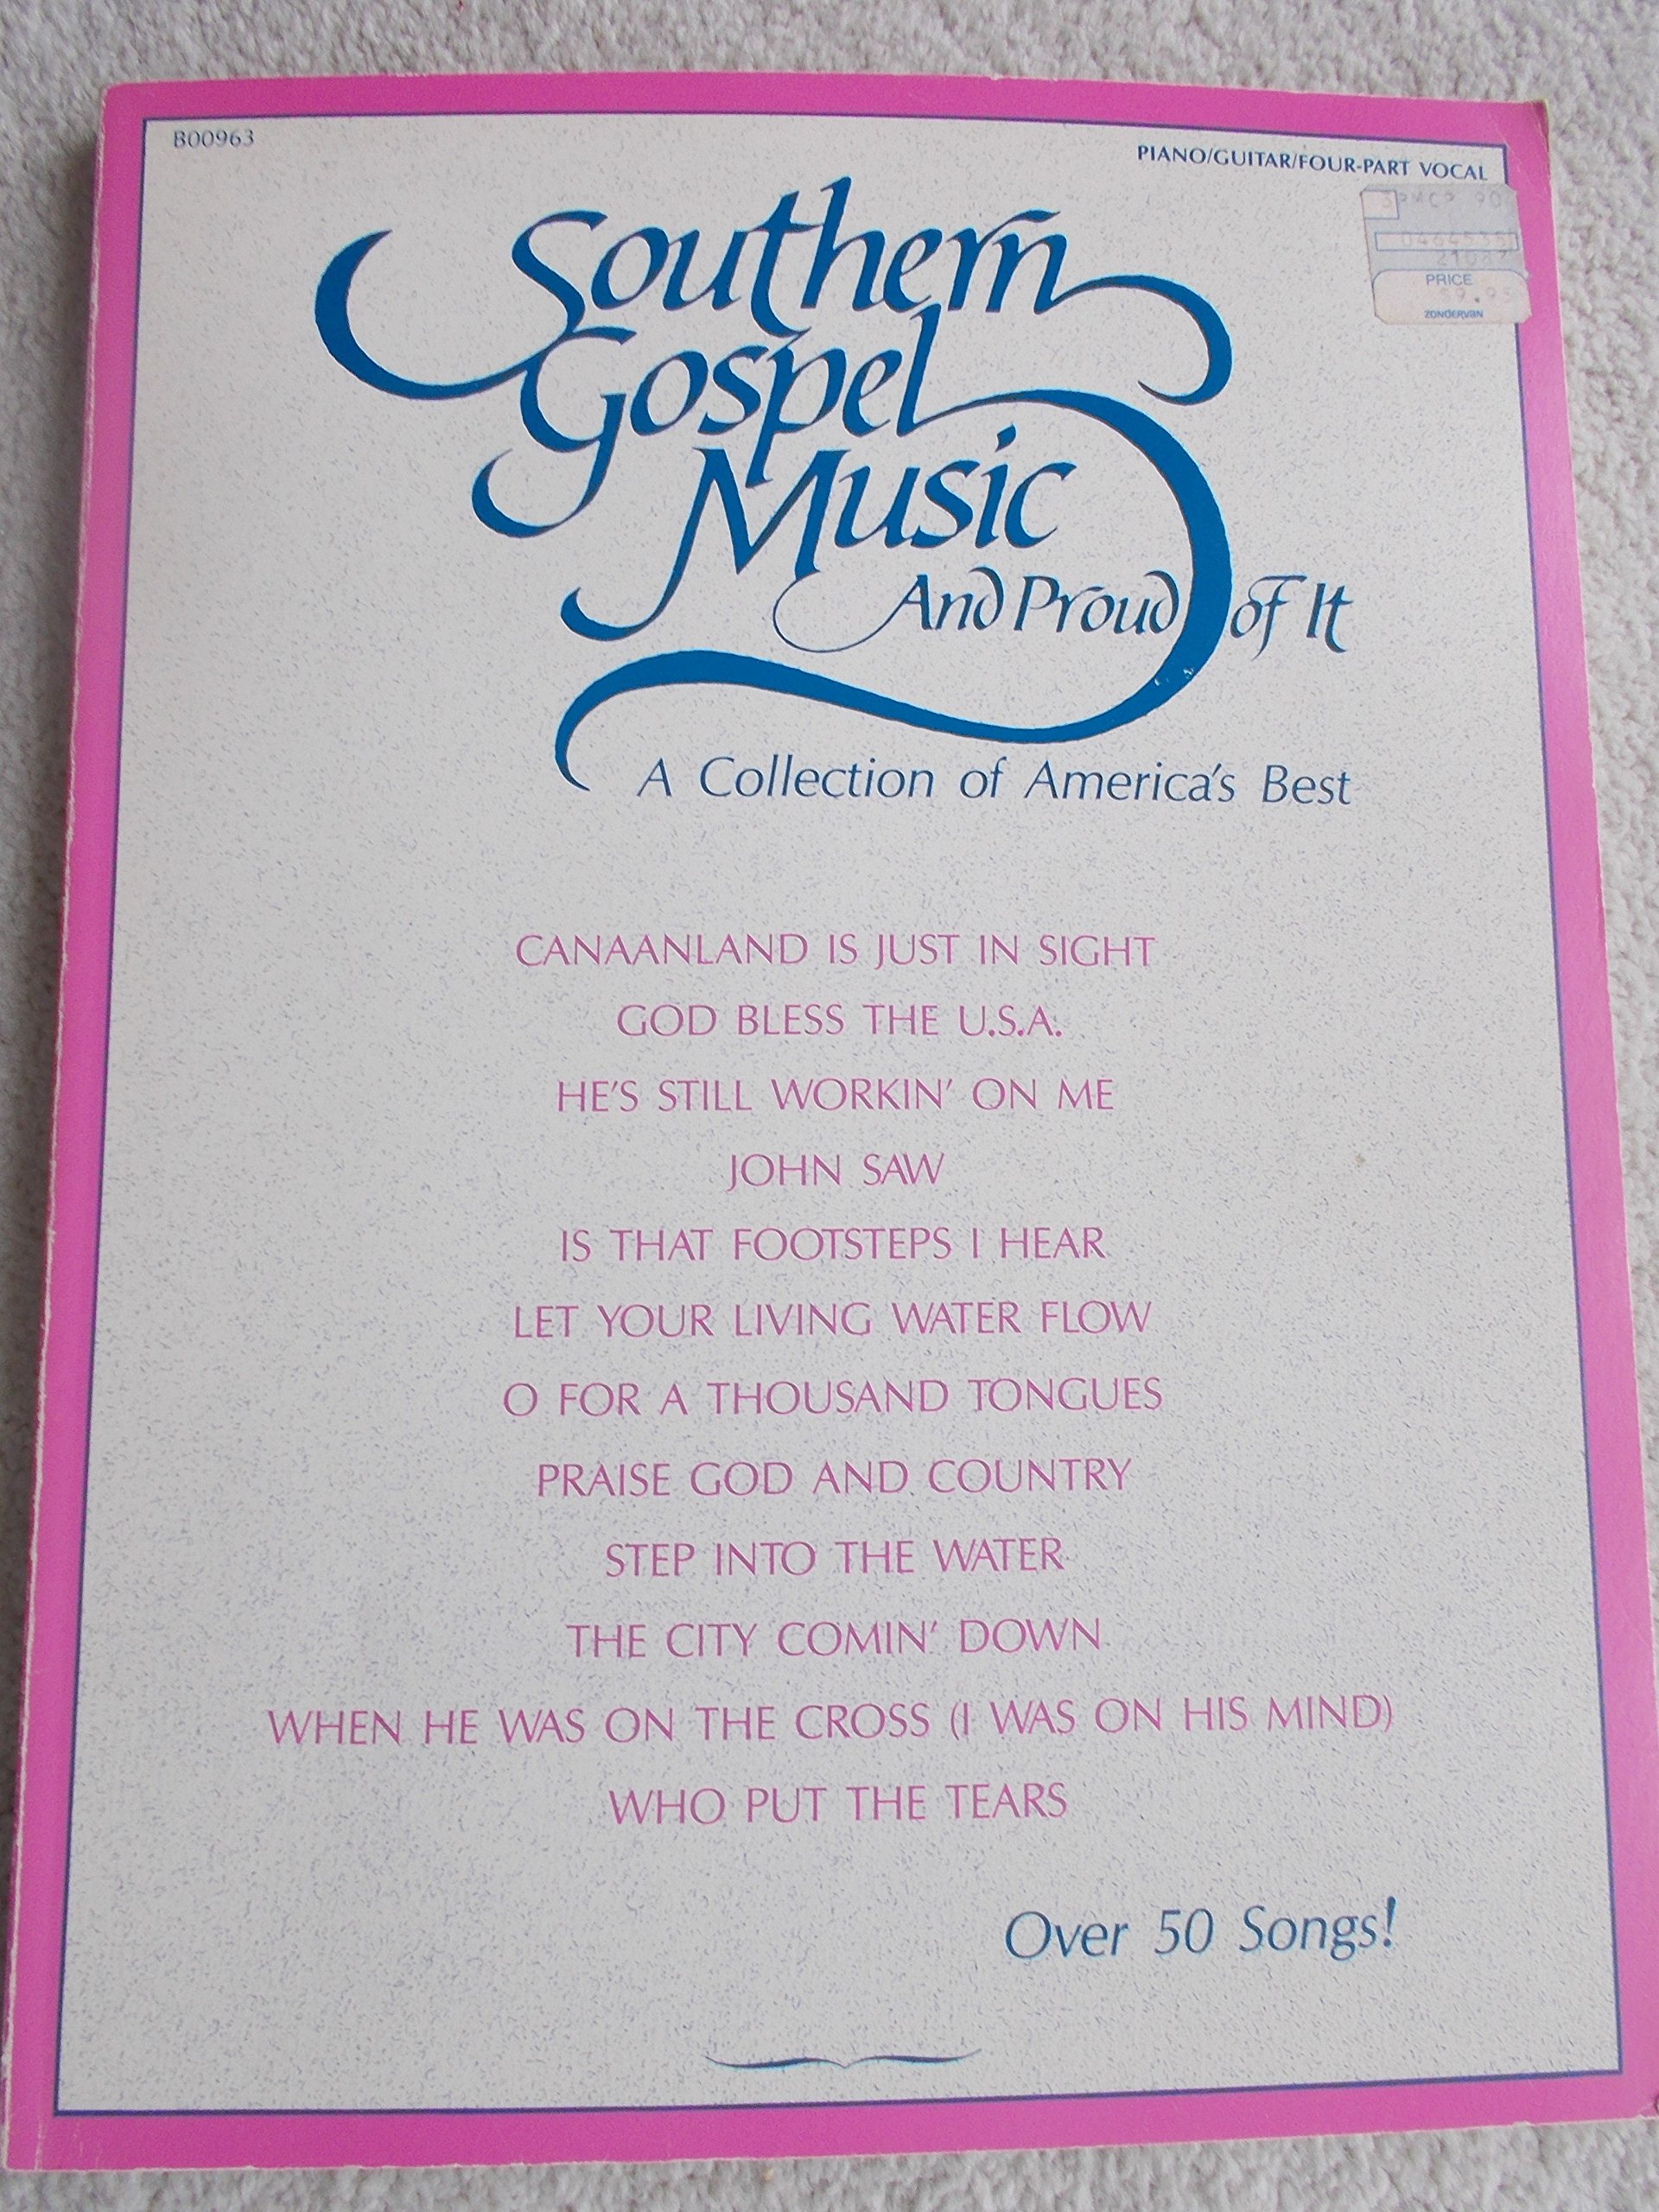 B00963
PIANO/GUITAR/FOUR-PART VOCAL
PRICE
ZONDERVAN
Southern
Gospel
Music
And Proud of It
A Collection of America's Best
CANAANLAND IS JUST IN SIGHT
GOD BLESS THE U.S.A.
HE'S STILL WORKIN' ON ME
JOHN SAW
IS THAT FOOTSTEPS I HEAR
LET YOUR LIVING WATER FLOW
O FOR A THOUSAND TONGUES
PRAISE GOD AND COUNTRY
STEP INTO THE WATER
THE CITY COMIN' DOWN
WHEN HE WAS ON THE CROSS (I WAS ON HIS MIND)
WHO PUT THE TEARS
Over 50 Songs!